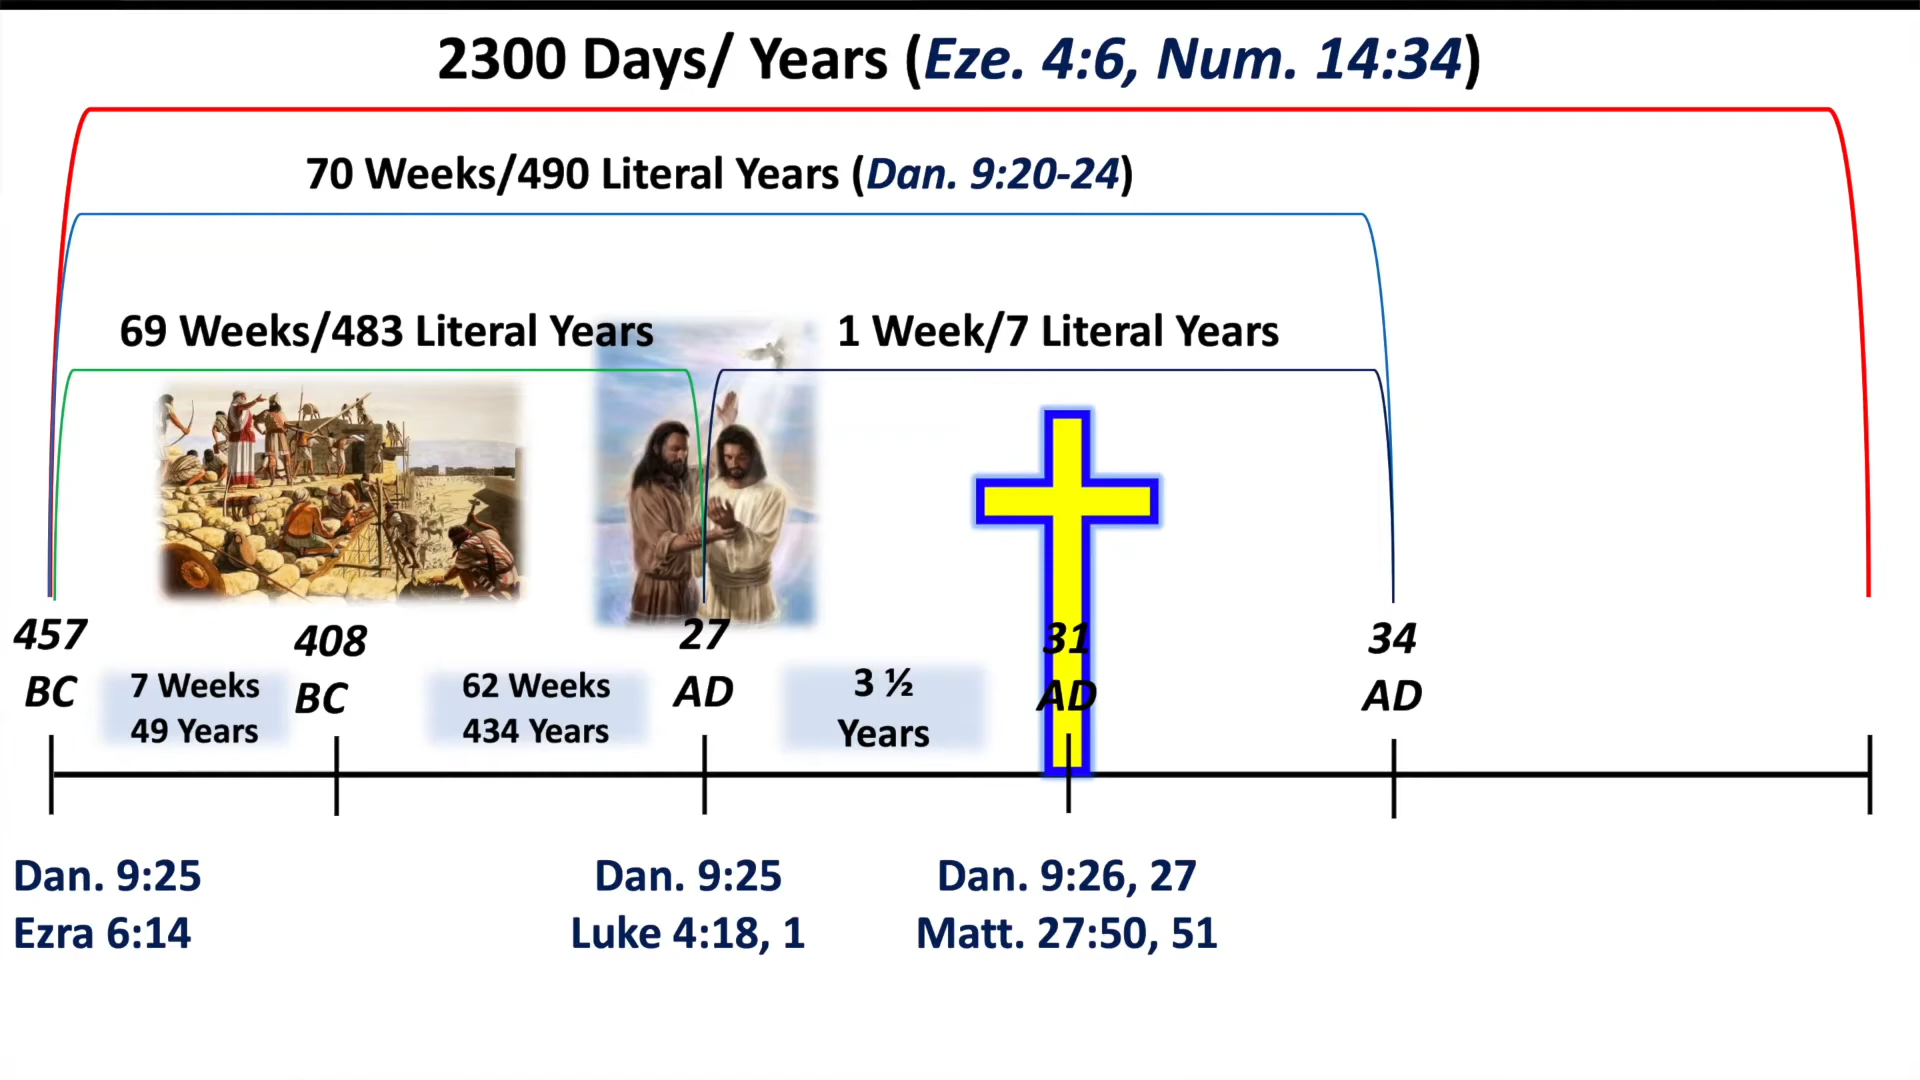 2300 Days/ Years (Eze. 4:6, Num. 14:34)
70 Weeks/490 Literal Years (Dan. 9:20-24)
69 Weeks/483 Literal Years
1 Week/7 Literal Years
457
BC
7 Weeks
49 Years
408
BC
62 Weeks
434 Years
27
AD
3 ½
Years
31
AD
34
AD
Dan. 9:25
Ezra 6:14
Dan. 9:25
Luke 4:18, 1
Dan. 9:26, 27
Matt. 27:50, 51